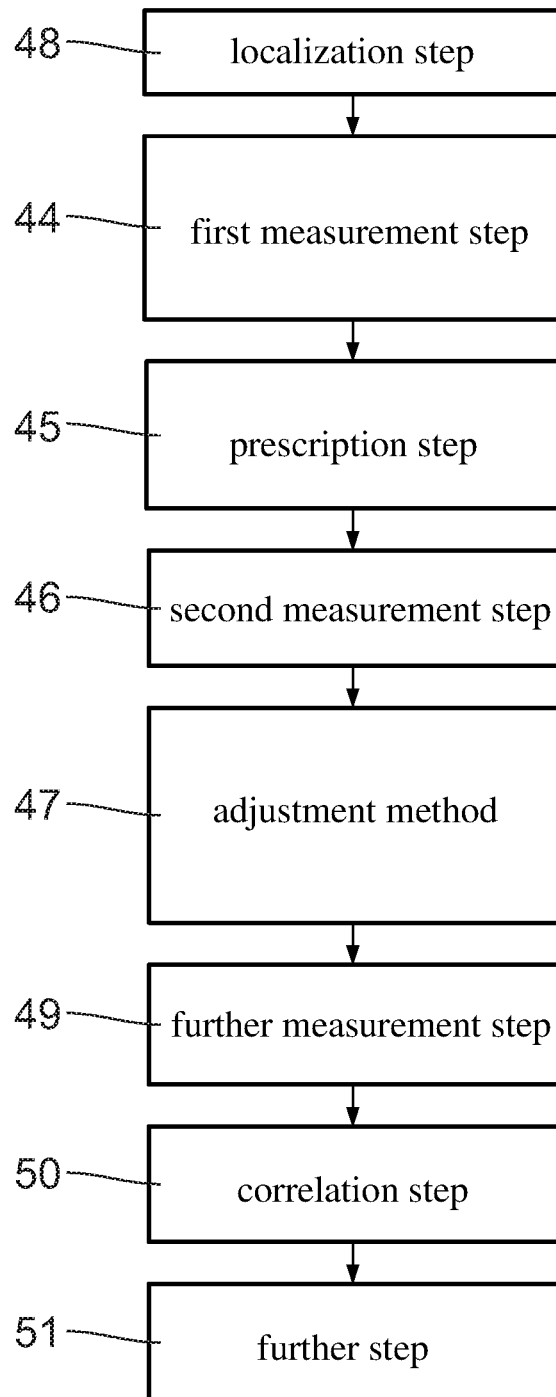 48 localization step
44 first measurement step
45 prescription step
46 second measurement step
47 adjustment method
49 further measurement step
50 correlation step
51 further step